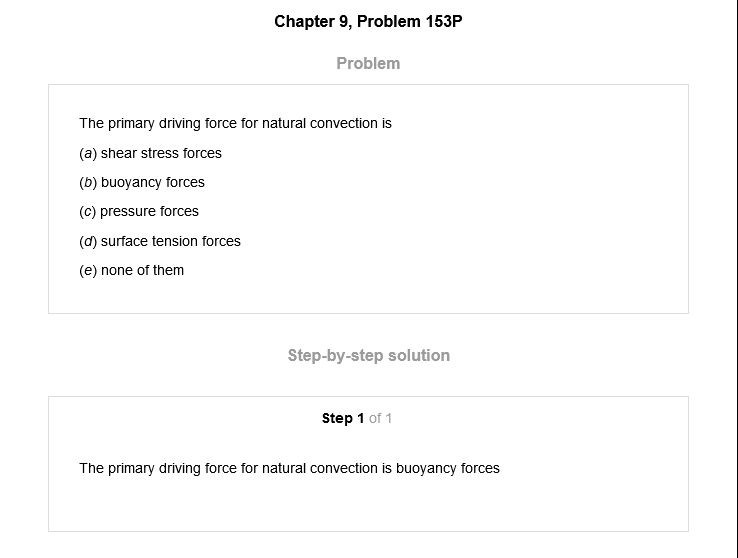 Chapter 9, Problem 153P
Problem
The primary driving force for natural convection is
(a) shear stress forces
(b) buoyancy forces
(c) pressure forces
(d) surface tension forces
(e) none of them
Step-by-step solution
Step 1 of 1
The primary driving force for natural convection is buoyancy forces